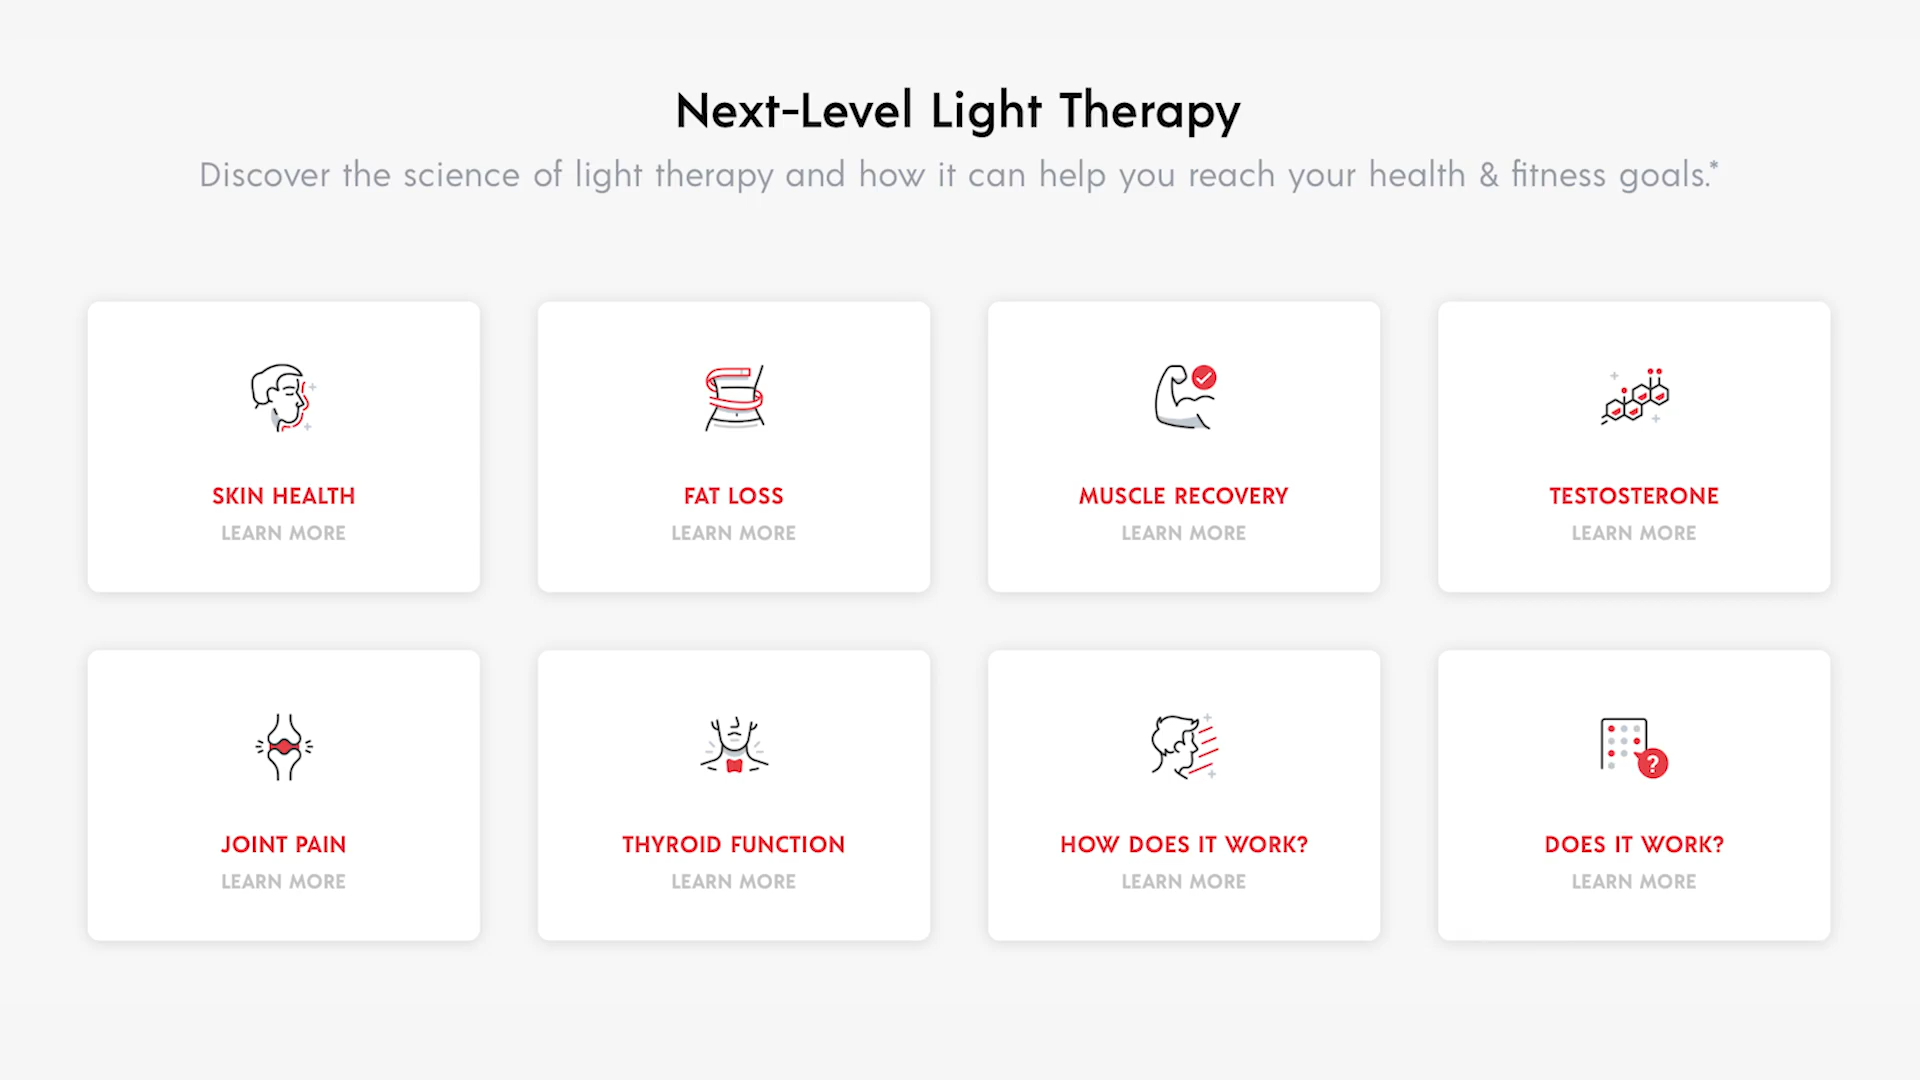 Next-Level Light Therapy
Discover the science of light therapy and how it can help you reach your health & fitness goals.*
SKIN HEALTH
LEARN MORE
FAT LOSS
LEARN MORE
MUSCLE RECOVERY
LEARN MORE
TESTOSTERONE
LEARN MORE
JOINT PAIN
LEARN MORE
THYROID FUNCTION
LEARN MORE
HOW DOES IT WORK?
LEARN MORE
?
DOES IT WORK?
LEARN MORE